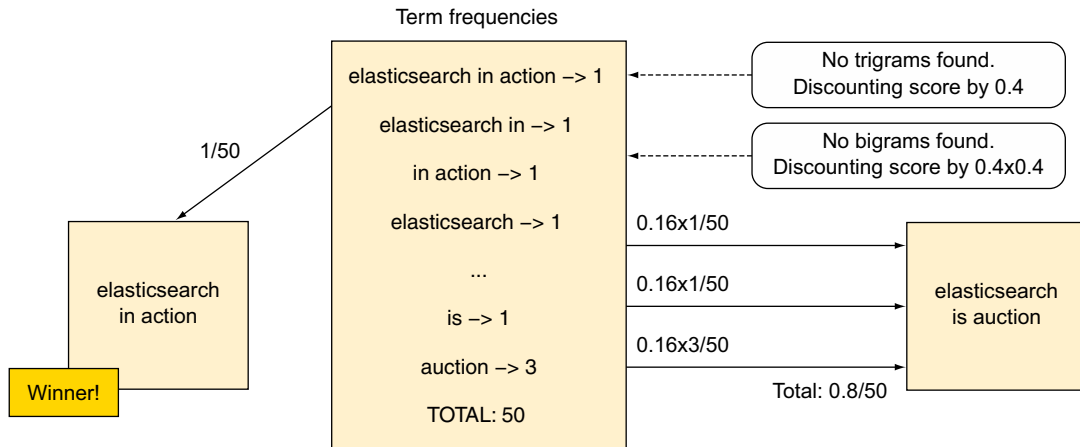 Term frequencies
elasticsearch in action –> 1
elasticsearch in –> 1
in action –> 1
elasticsearch –> 1
...
is –> 1
auction –> 3
TOTAL: 50
No trigrams found.
Discounting score by 0.4
No bigrams found.
Discounting score by 0.4x0.4
1/50
elasticsearch
in action
Winner!
0.16x1/50
0.16x1/50
0.16x3/50
Total: 0.8/50
elasticsearch
is auction